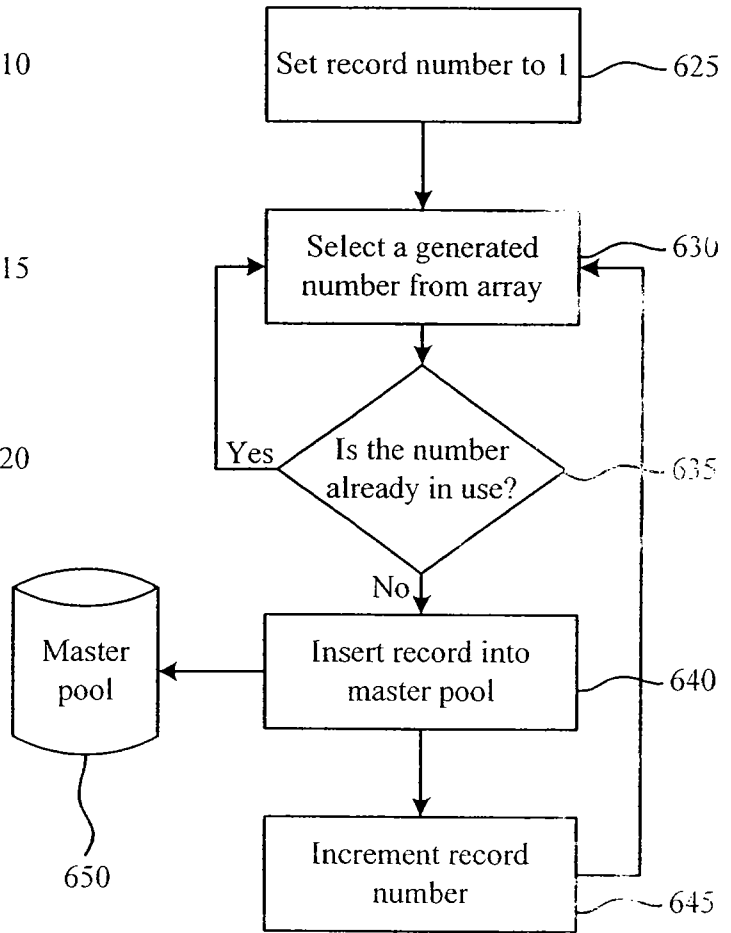 10
Set record number to 1
625
15
Select a generated
number from array
630
20
Yes
Is the number
already in use?
635
No
Master
pool
Insert record into
master pool
640
650
Increment record
number
645